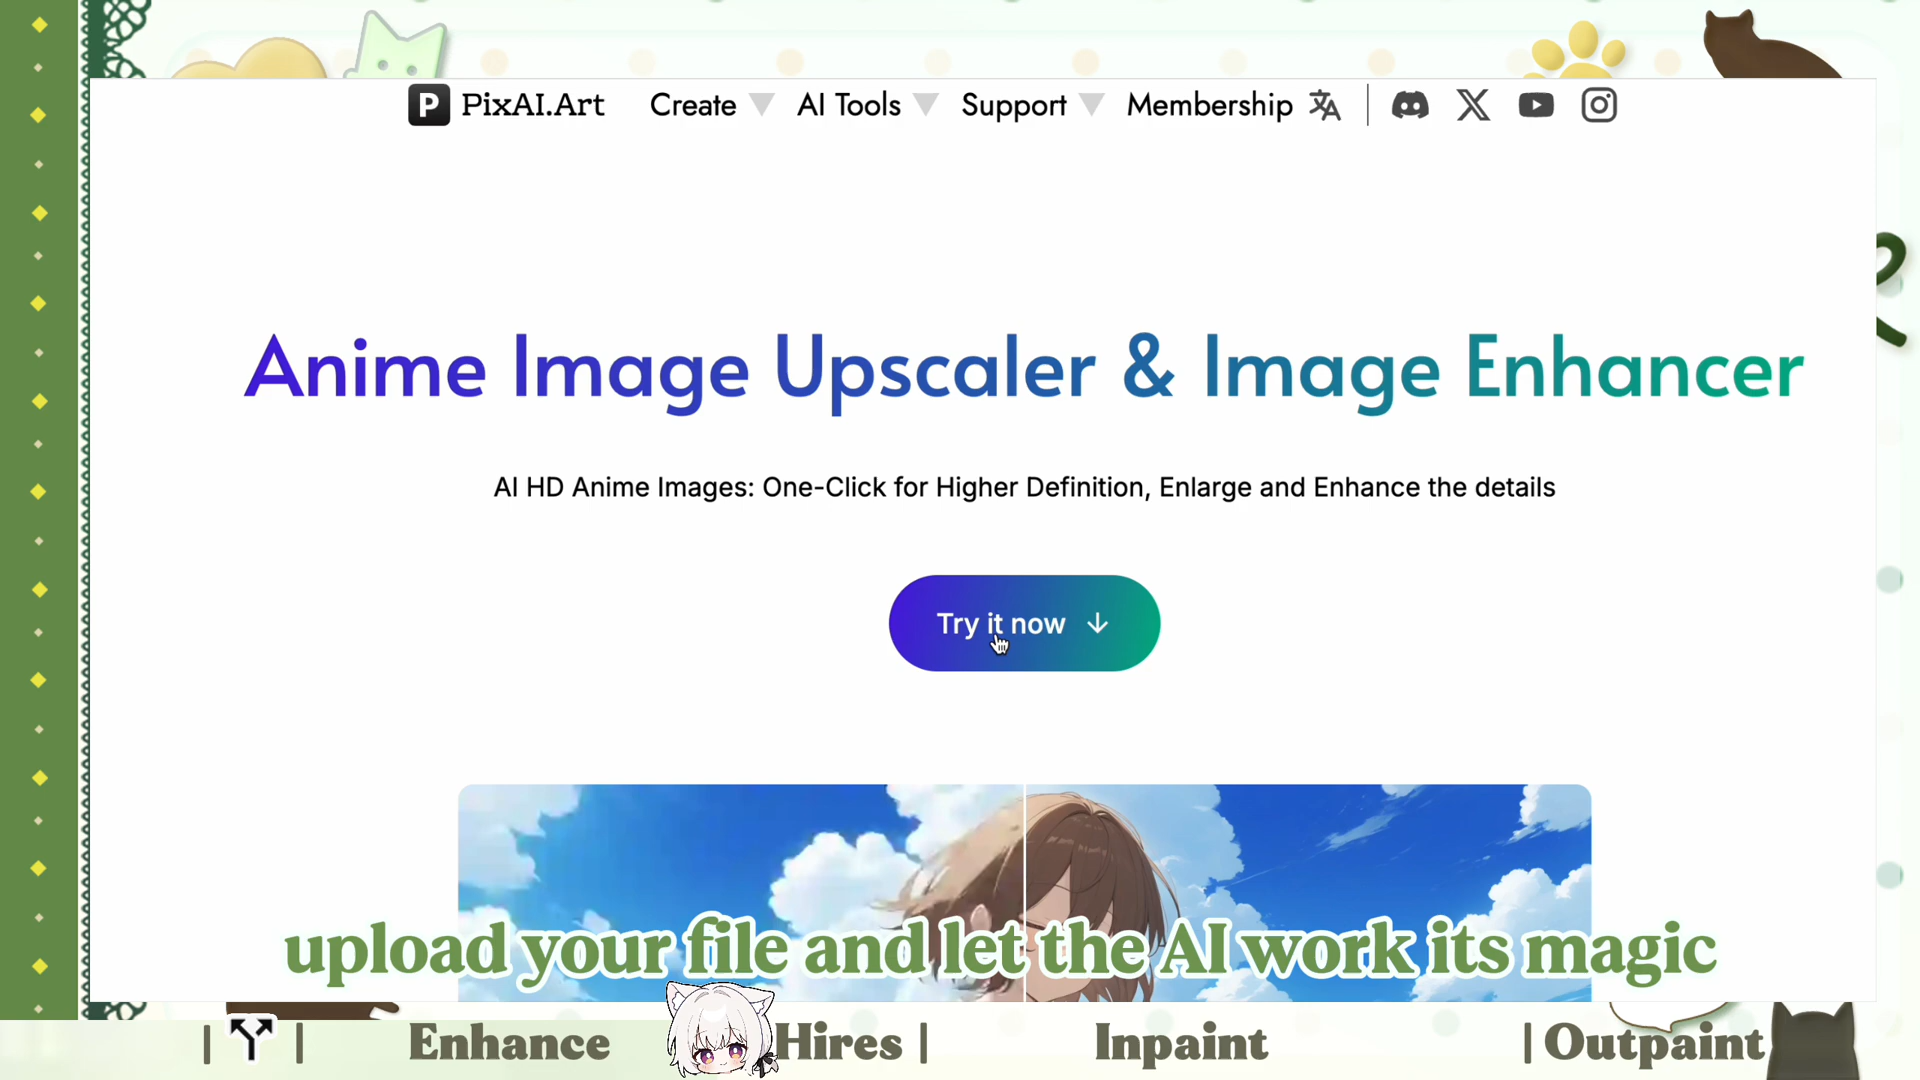 P PixAI.Art Create AI Tools Support Membership
Anime Image Upscaler & Image Enhancer
AI HD Anime Images: One-Click for Higher Definition, Enlarge and Enhance the details
Try it now
upload your file and let the AI work its magic
| | Enhance Hires | Inpaint | Outpaint